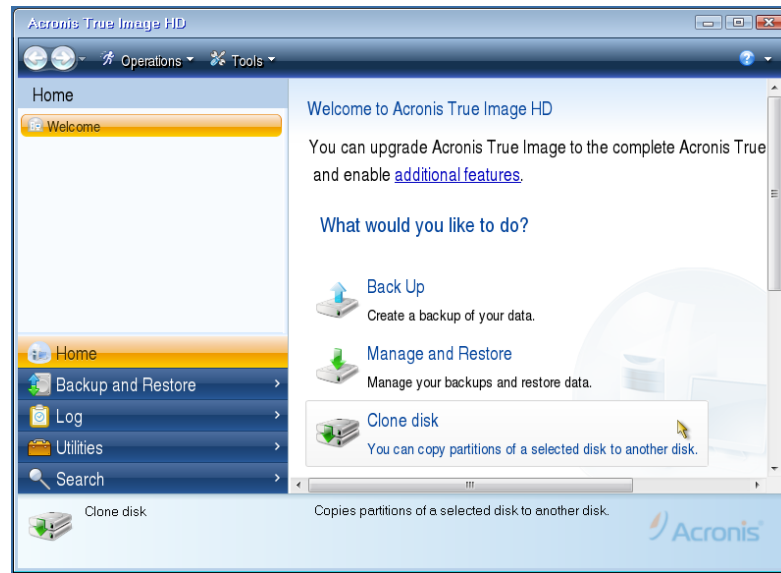 Acronis True Image HD
Operations Tools
Home
Welcome
Home
Backup and Restore
Log
Utilities
Search
Welcome to Acronis True Image HD
You can upgrade Acronis True Image to the complete Acronis True
and enable additional features.
What would you like to do?
Back Up
Create a backup of your data.
Manage and Restore
Manage your backups and restore data.
Clone disk
You can copy partitions of a selected disk to another disk.
Clone disk
Copies partitions of a selected disk to another disk.
Acronis